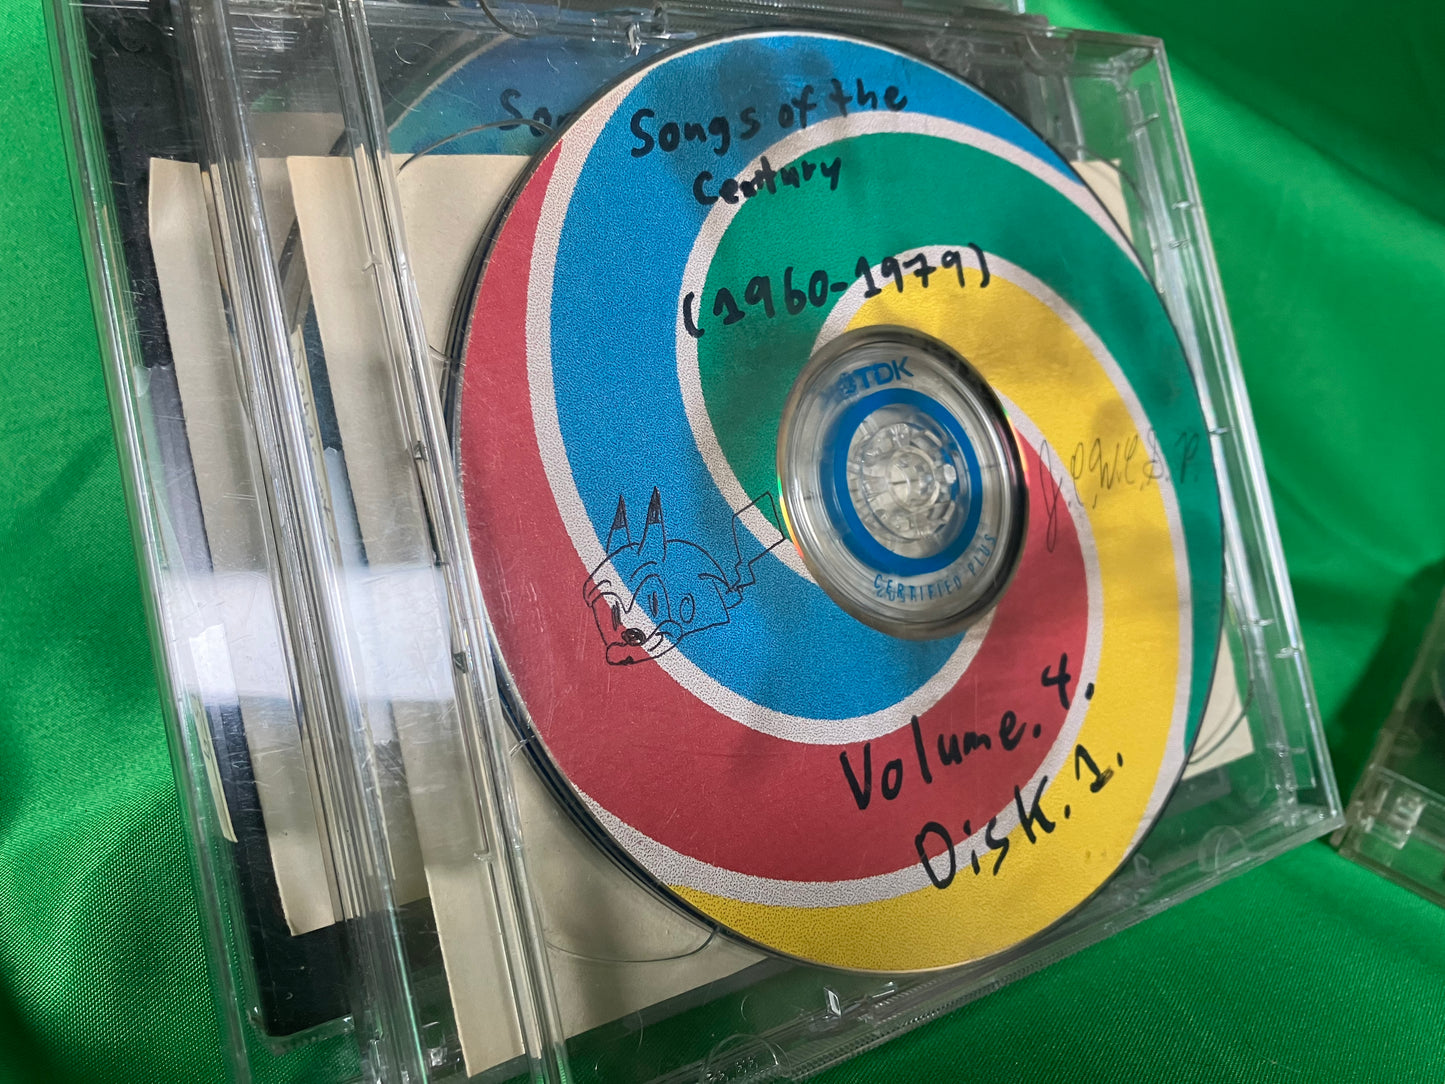 Songs of the
Century
(1960-1979)
TDK
CERTIFIED PLUS
Volume. 4.
Disk. 1.